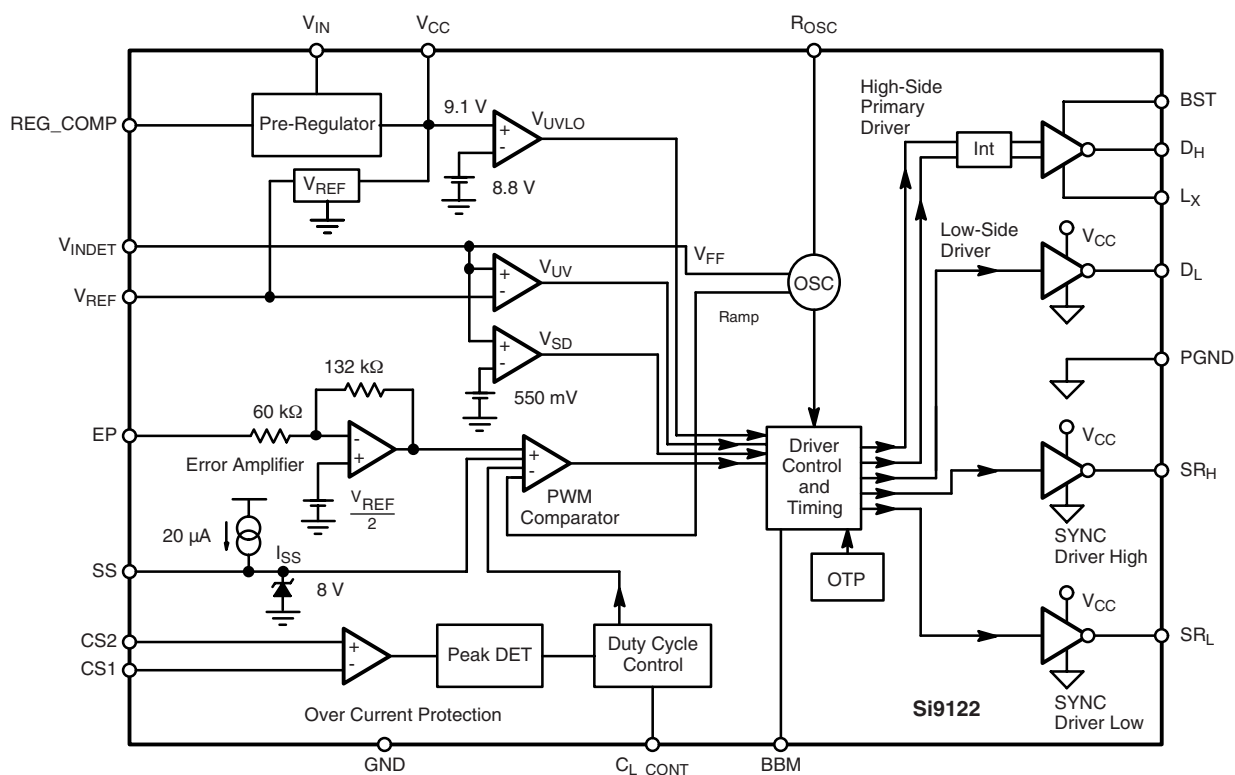 VIN
VCC
ROSC
REG_COMP
Pre-Regulator
9.1 V
VUVLO
+
-
8.8 V
VREF
High-Side
Primary
Driver
Int
BST
DH
LX
VINDET
VREF
VUV
+
-
VFF
OSC
Ramp
Low-Side
Driver
VCC
DL
VSD
+
-
550 mV
PGND
132 kΩ
60 kΩ
EP
-
+
Error Amplifier
VREF
2
+
-
PWM
Comparator
Driver
Control
and
Timing
VCC
SRH
SYNC
Driver High
20 µA
ISS
SS
8 V
OTP
CS2
CS1
+
-
Peak DET
Duty Cycle
Control
VCC
SRL
SYNC
Driver Low
Over Current Protection
Si9122
GND
CL_CONT
BBM